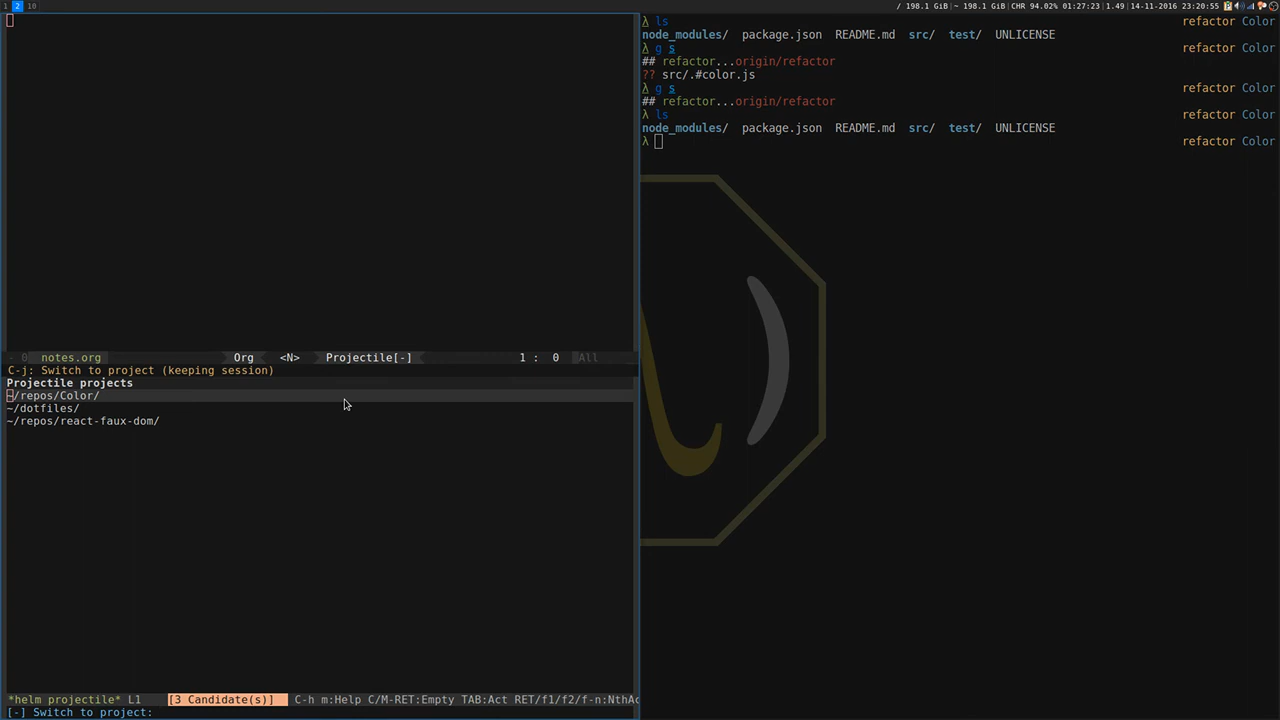 1 2 10
/ 198.1 GiB|~ 198.1 GiB|CHR 94.02% 01:27:23|1.49|14-11-2016 23:20:55
- 0 notes.org Org <N> Projectile[-] 1 : 0 All
C-j: Switch to project (keeping session)
Projectile projects
~/repos/Color/
~/dotfiles/
~/repos/react-faux-dom/
*helm projectile* L1 [3 Candidate(s)] C-h m:Help C/M-RET:Empty TAB:Act RET/f1/f2/f-n:NthAc
[-] Switch to project:
λ ls refactor Color
node_modules/ package.json README.md src/ test/ UNLICENSE
λ g s refactor Color
## refactor...origin/refactor
?? src/.#color.js
λ g s refactor Color
## refactor...origin/refactor
λ ls refactor Color
node_modules/ package.json README.md src/ test/ UNLICENSE
λ refactor Color